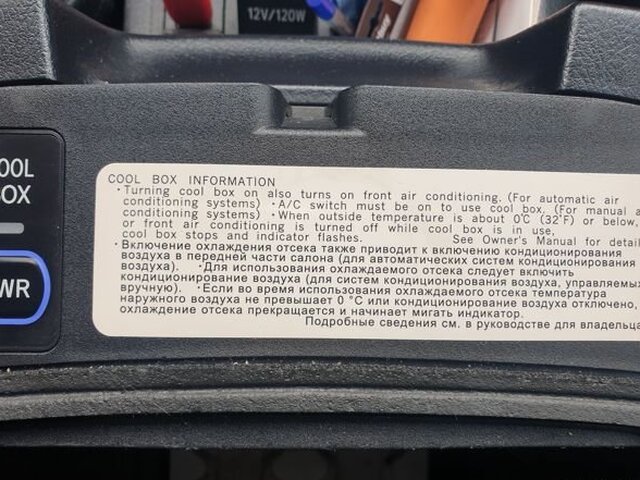 12V/120W
OOL
BOX
WR
COOL BOX INFORMATION
·Turning cool box on also turns on front air conditioning. (For automatic air
conditioning systems) ·A/C switch must be on to use cool box. (For manual a
conditioning systems) ·When outside temperature is about 0℃ (32℉) or below,
or front air conditioning is turned off while cool box is in use,
cool box stops and indicator flashes. See Owner's Manual for detai
·Включение охлаждения отсека также приводит к включению кондиционирования
воздуха в передней части салона (для автоматических систем кондиционирования
воздуха). ·Для использования охлаждаемого отсека следует включить
кондиционирование воздуха (для систем кондиционирования воздуха, управляемых
вручную). ·Если во время использования охлаждаемого отсека температура
наружного воздуха не превышает 0 °C или кондиционирование воздуха отключено,
охлаждение отсека прекращается и начинает мигать индикатор.
Подробные сведения см. в руководстве для владельца